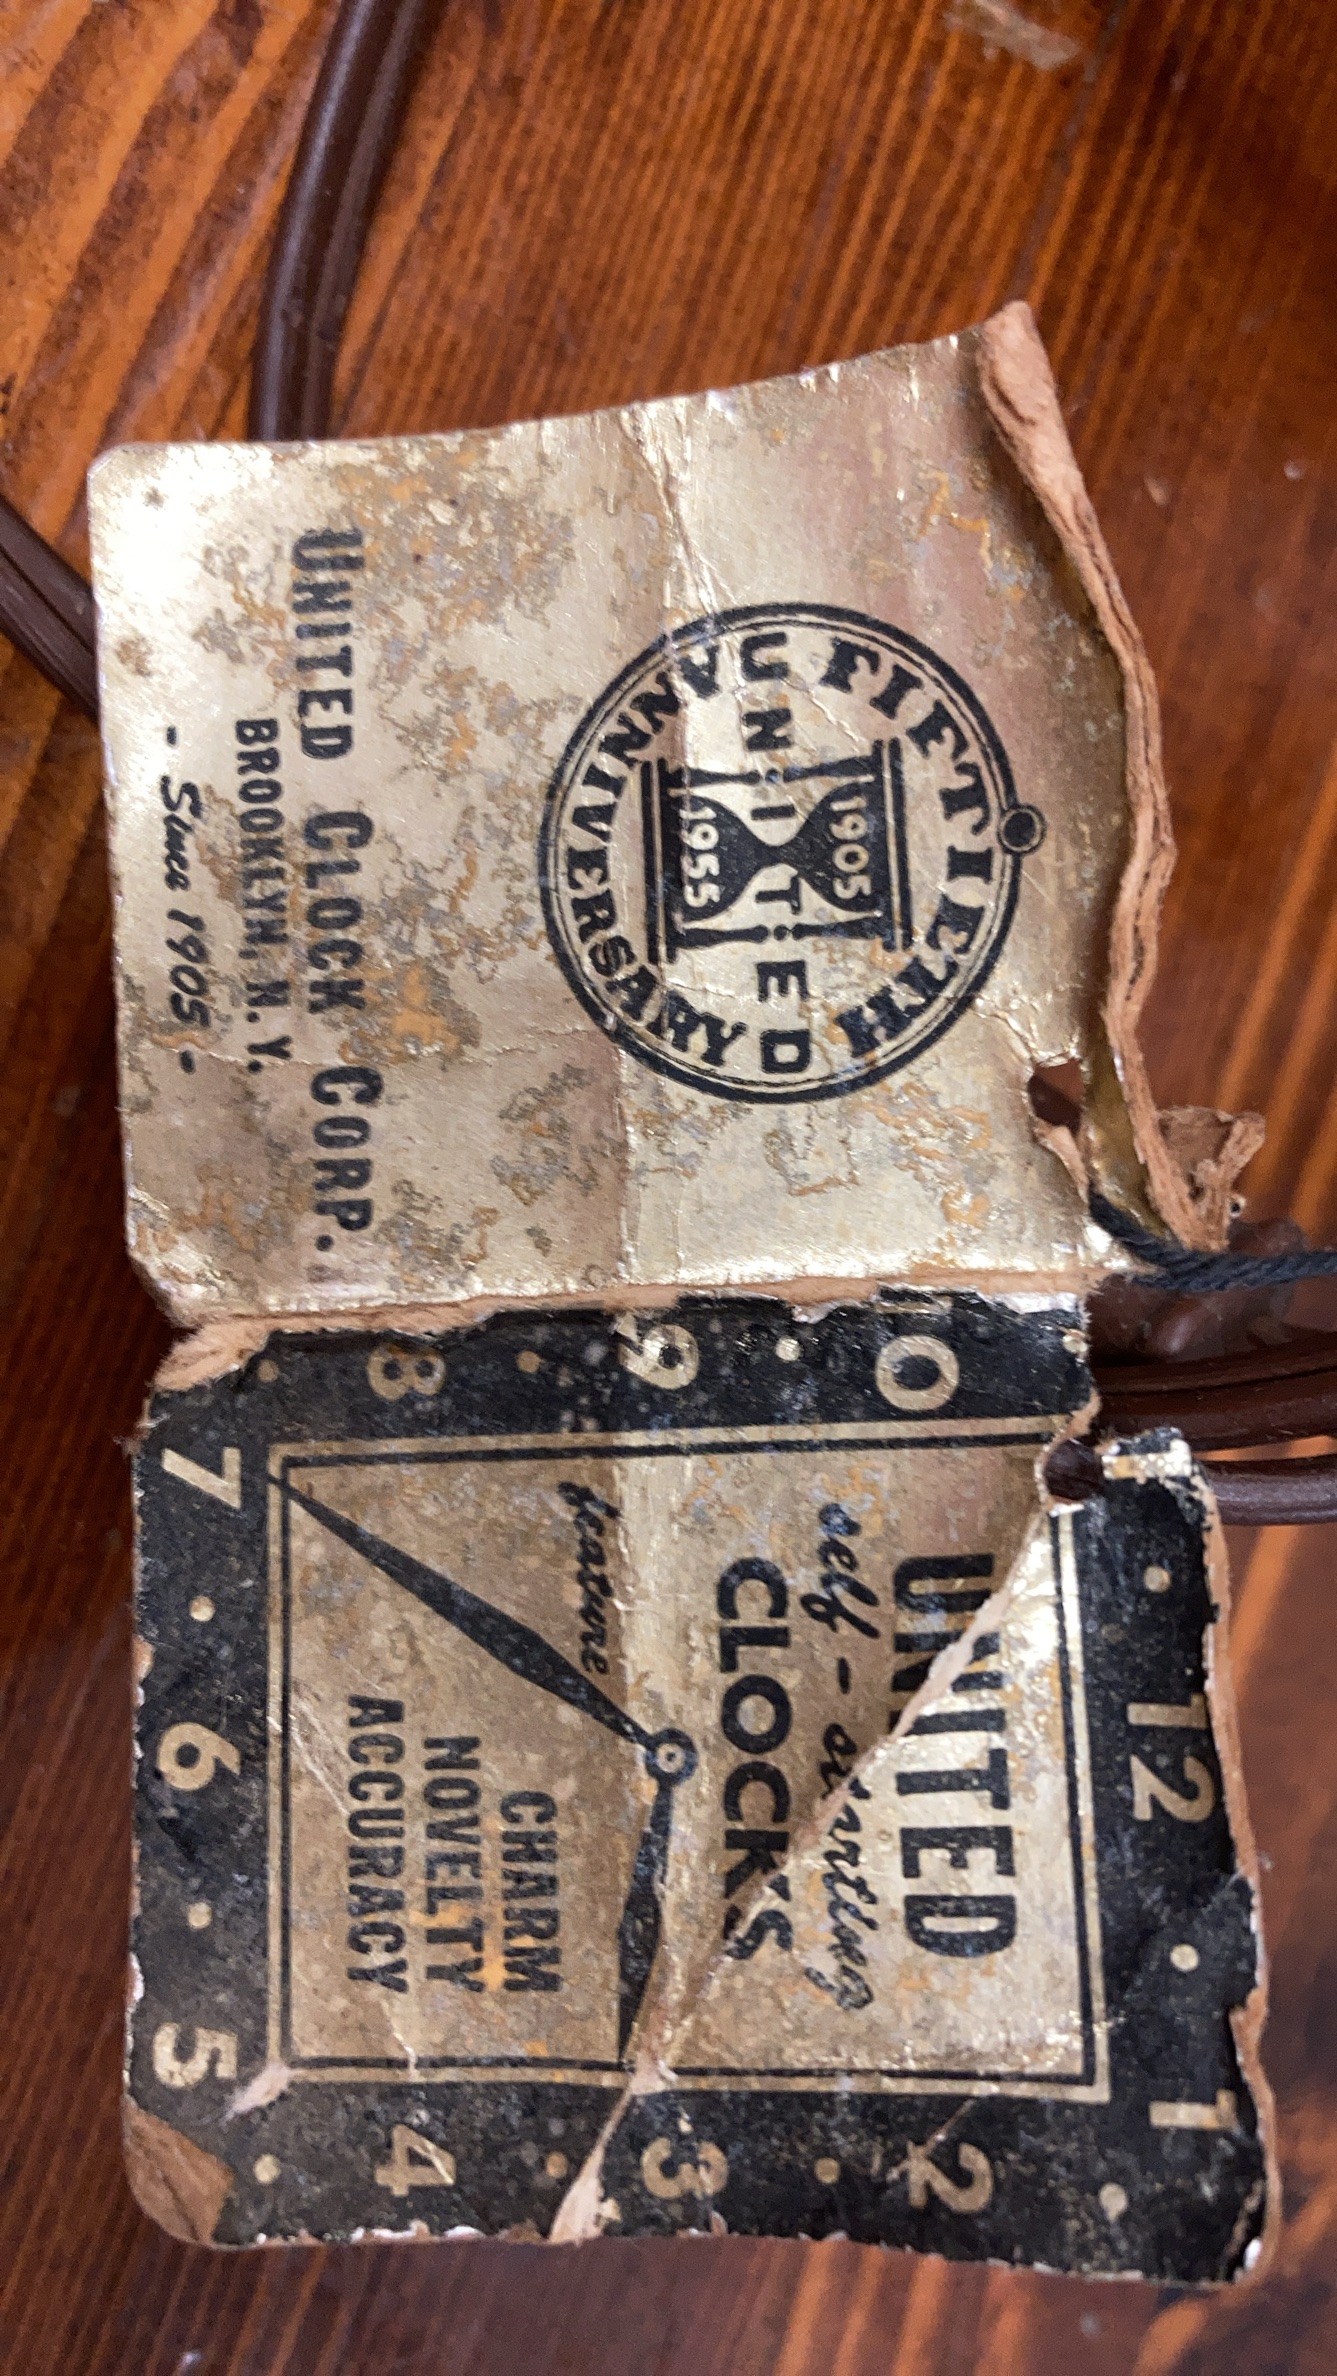 FIFTIETH
UNITED
1905
1955
ANNIVERSARY
UNITED CLOCK CORP.
BROOKLYN, N. Y.
- Since 1905 -
12
1
2
3
4
5
6
7
8
9
10
UNITED
self-starting
CLOCKS
feature
CHARM
NOVELTY
ACCURACY